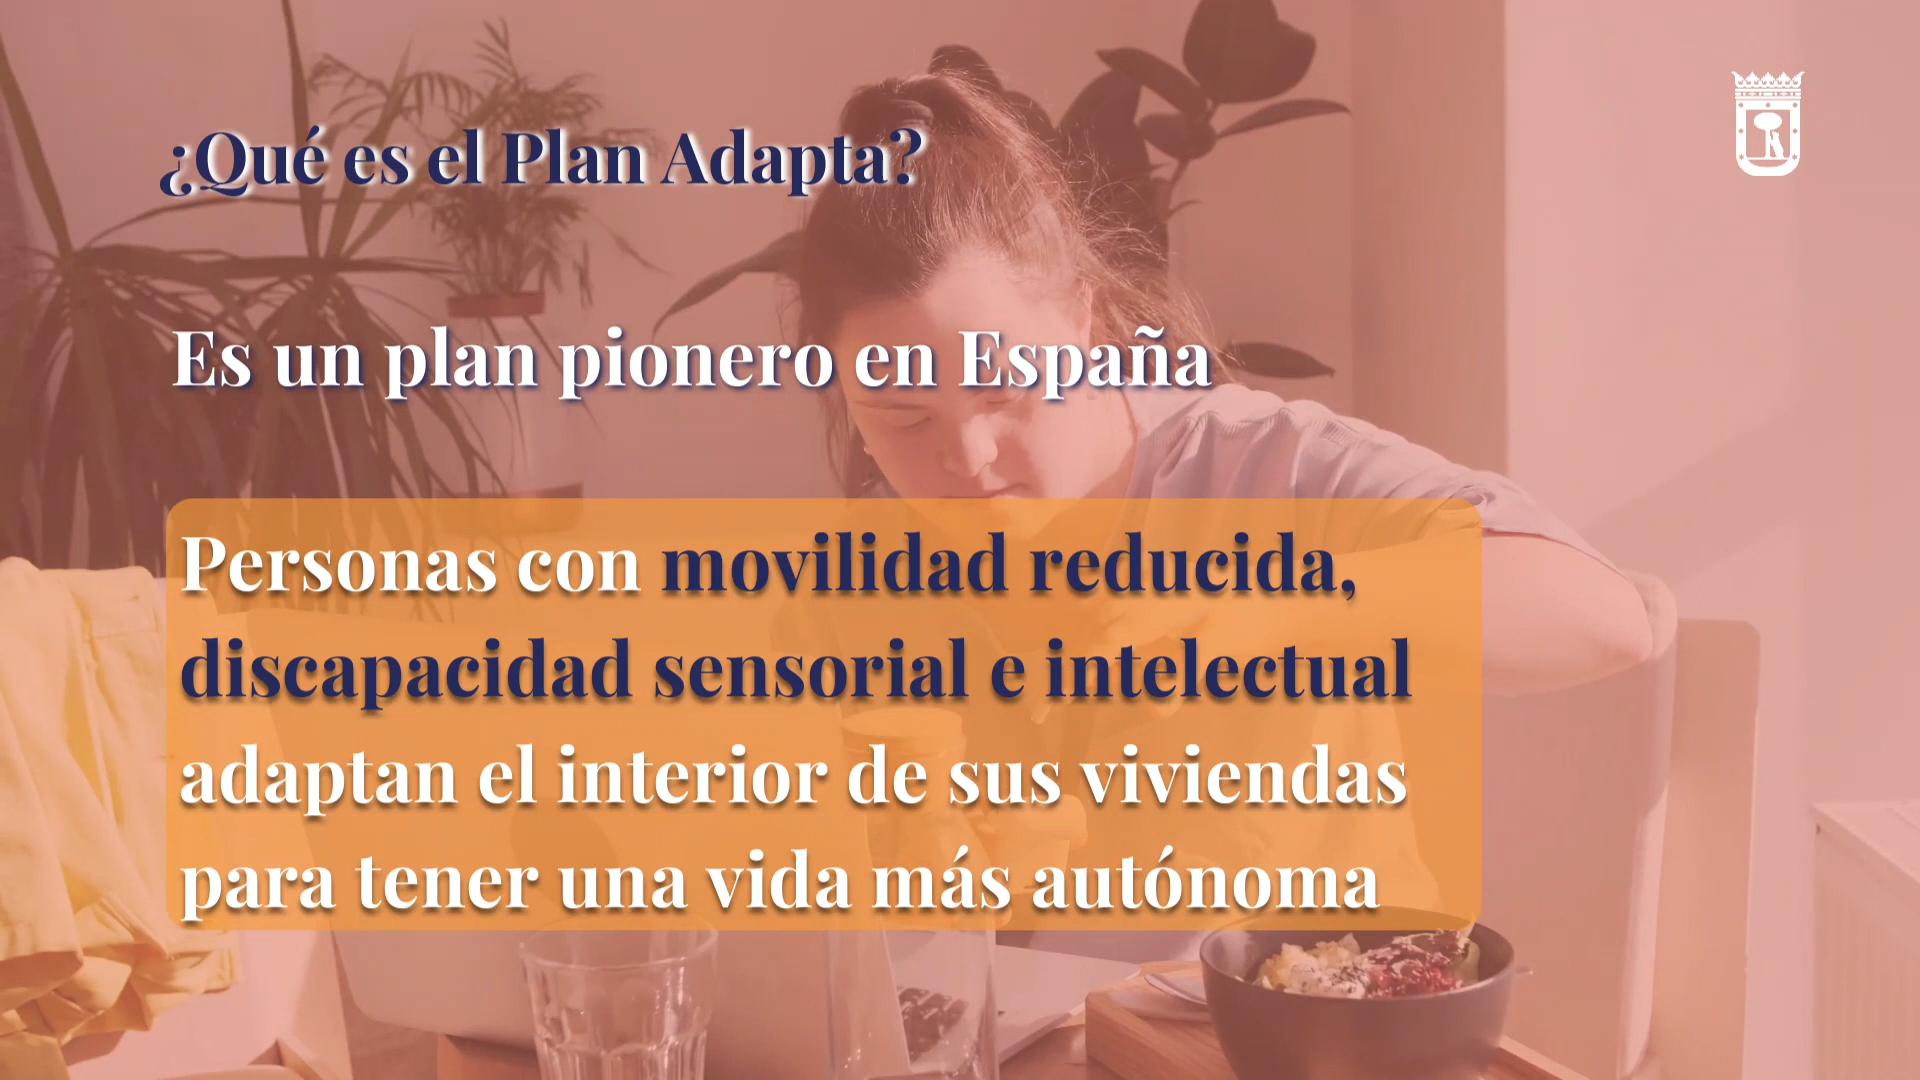 ¿Qué es el Plan Adapta?
Es un plan pionero en España
Personas con movilidad reducida,
discapacidad sensorial e intelectual
adaptan el interior de sus viviendas
para tener una vida más autónoma